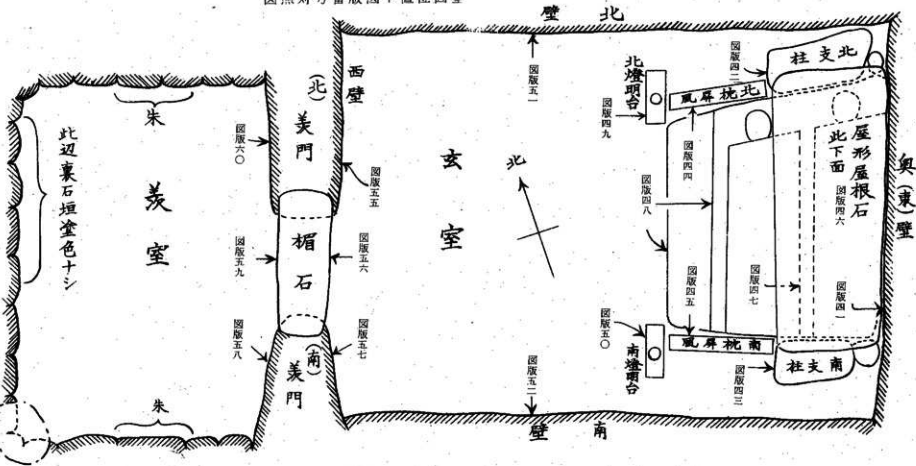 壁画位置ト図版番号対照図
北壁
奥(東)壁
北支柱
図版四二
北枕屏風
北燈明台
図版四九
図版四四
図版四八
屋形屋根石
此下面
図版四六
図版四一
図版四七
図版四五
南枕屏風
図版五〇
南燈明台
南支柱
図版四三
図版五一
玄室
北
図版五二
南壁
西壁
図版五五
(北)
羨門
図版六〇
楣石
図版五六
図版五九
図版五七
図版五八
(南)
羨門
朱
羨室
此辺裏石垣塗色ナシ
朱